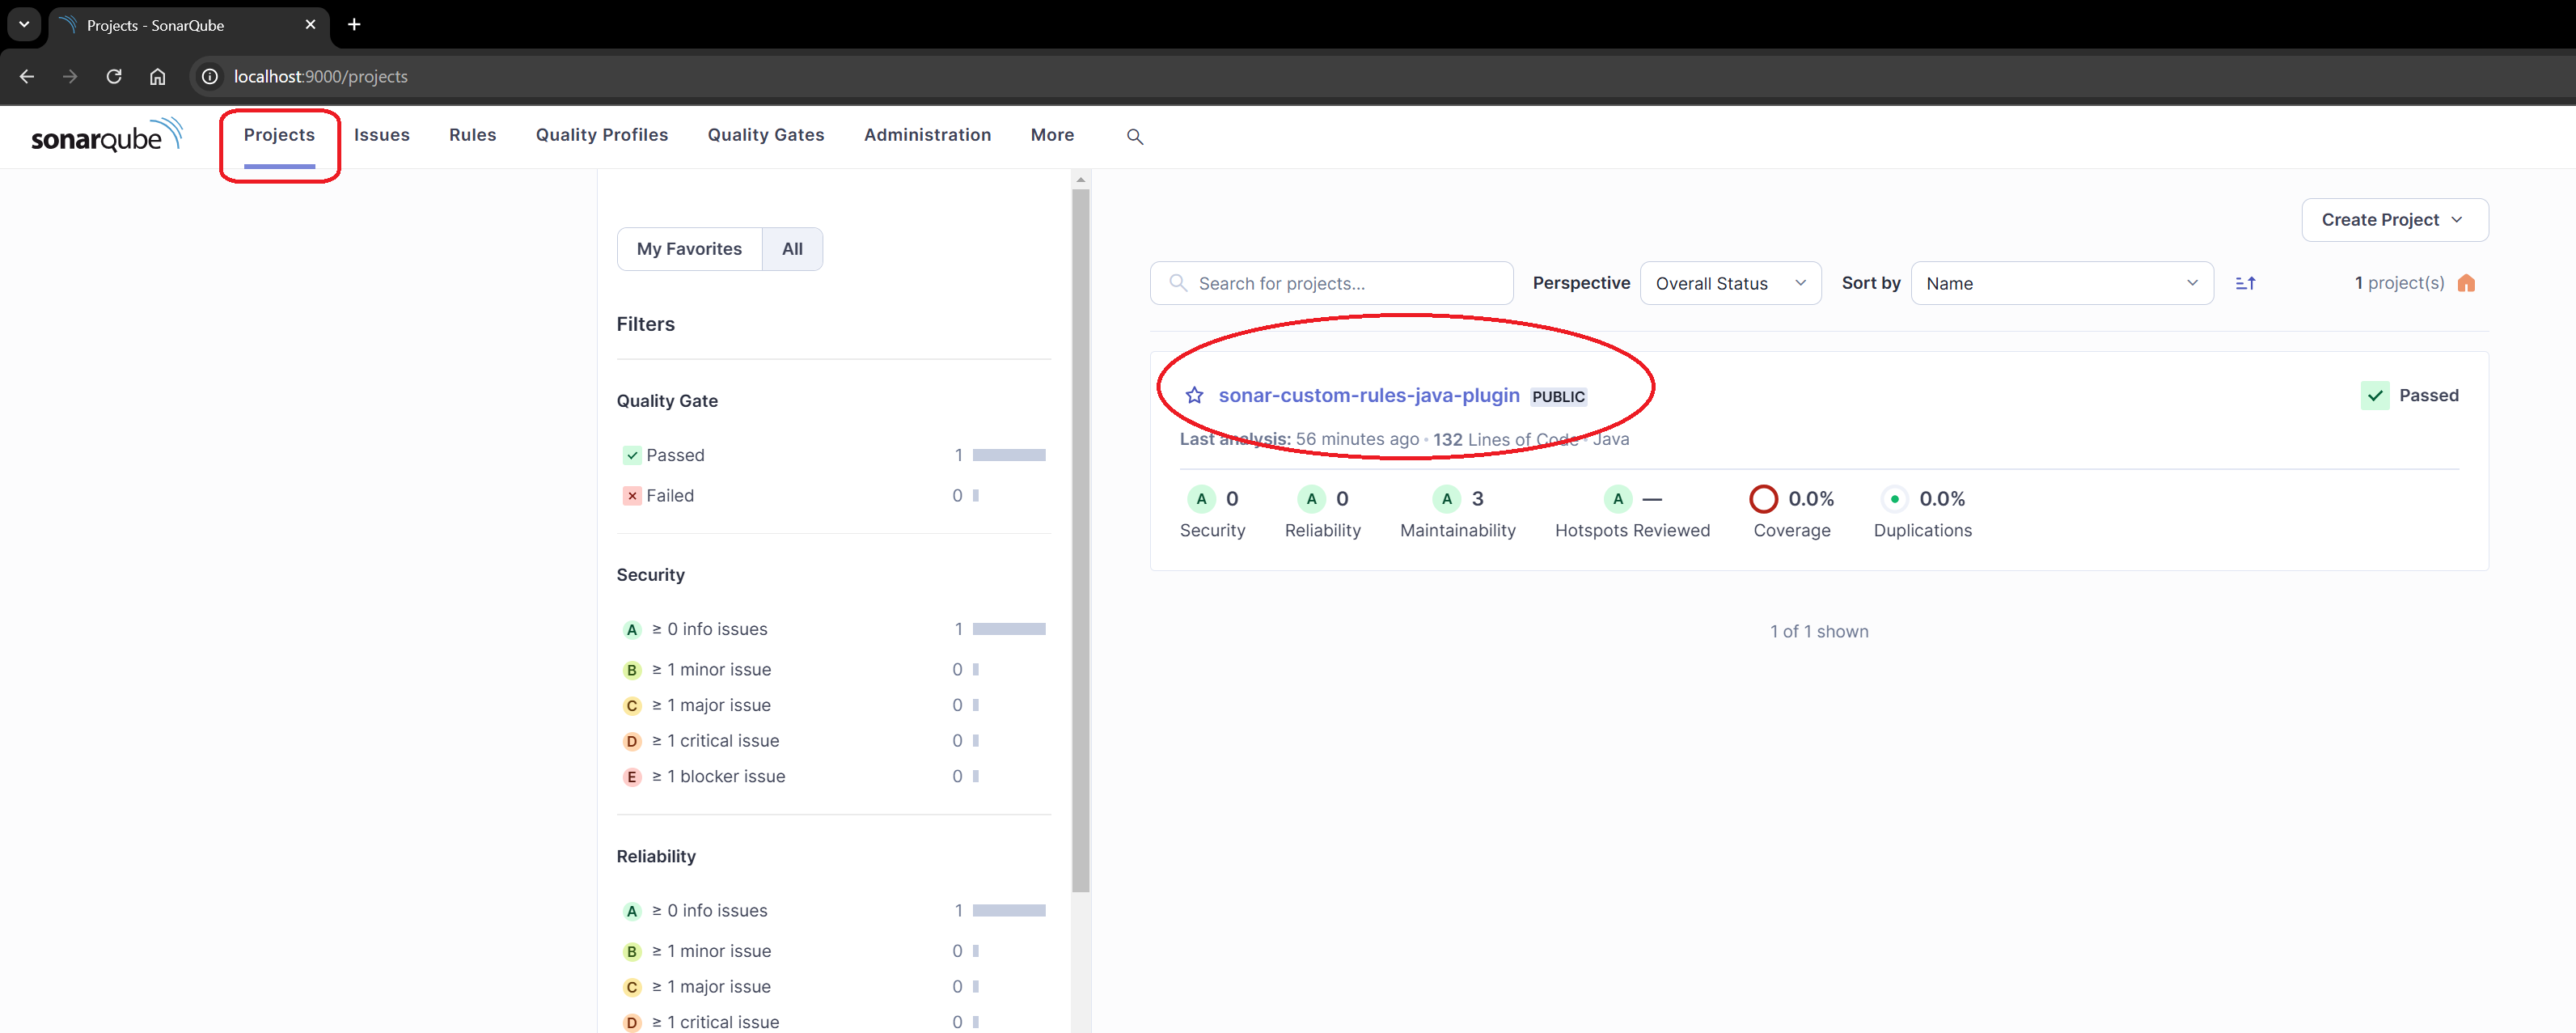 Projects - SonarQube
localhost:9000/projects
sonarqube Projects Issues Rules Quality Profiles Quality Gates Administration More
My Favorites All
Filters
Quality Gate
Passed 1
Failed 0
Security
A ≥ 0 info issues 1
B ≥ 1 minor issue 0
C ≥ 1 major issue 0
D ≥ 1 critical issue 0
E ≥ 1 blocker issue 0
Reliability
A ≥ 0 info issues 1
B ≥ 1 minor issue 0
C ≥ 1 major issue 0
D ≥ 1 critical issue 0
Create Project
Search for projects... Perspective Overall Status Sort by Name 1 project(s)
sonar-custom-rules-java-plugin PUBLIC Passed
Last analysis: 56 minutes ago • 132 Lines of Code • Java
A 0 A 0 A 3 A — 0.0% 0.0%
Security Reliability Maintainability Hotspots Reviewed Coverage Duplications
1 of 1 shown